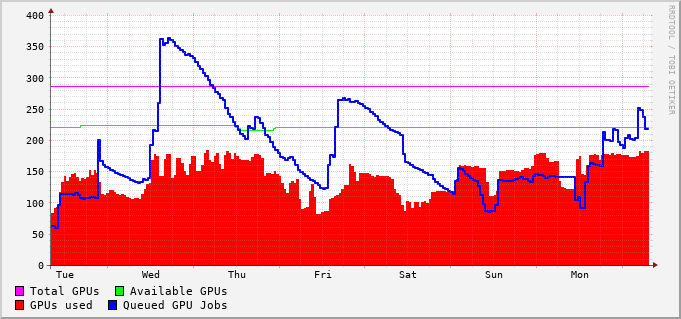 400
350
300
250
200
150
100
50
0
Tue Wed Thu Fri Sat Sun Mon
Total GPUs Available GPUs
GPUs used Queued GPU Jobs
RRDTOOL / TOBI OETIKER